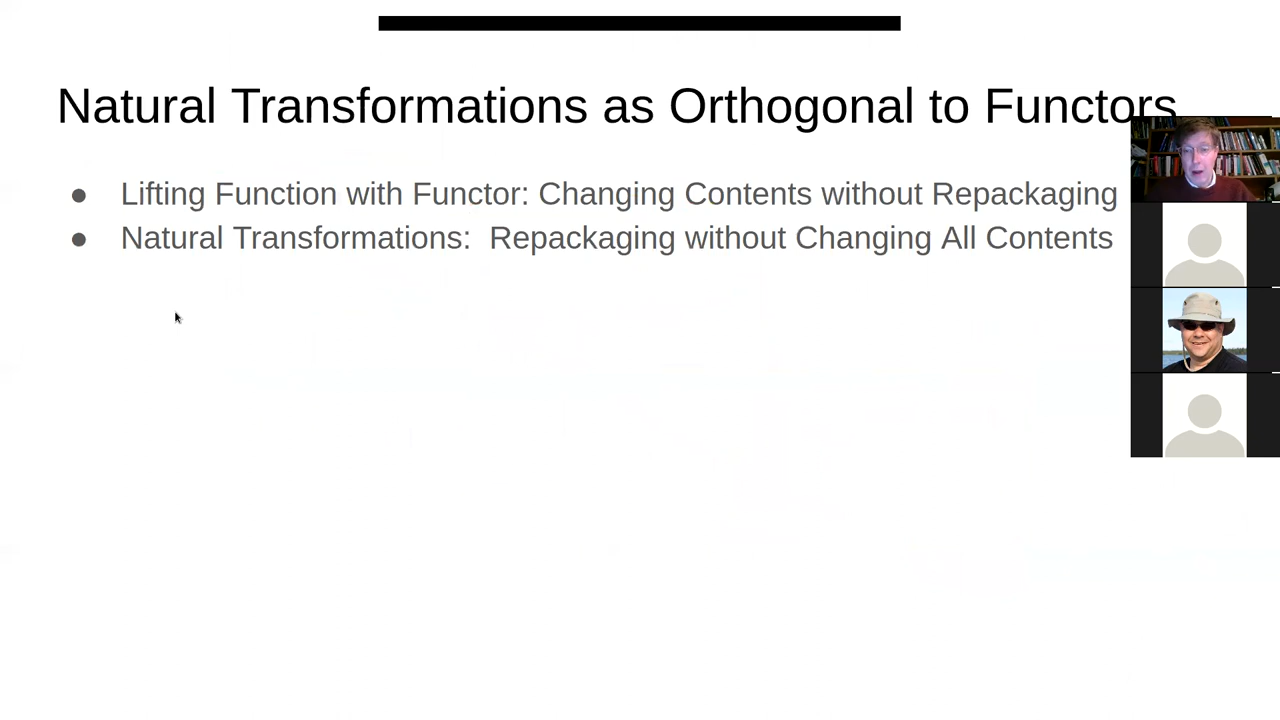 Natural Transformations as Orthogonal to Functors
● Lifting Function with Functor: Changing Contents without Repackaging
● Natural Transformations: Repackaging without Changing All Contents